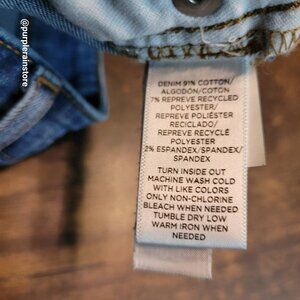 @purplerainstore
DENIM 91% COTTON/
ALGODÓN/COTON
7% REPREVE RECYCLED
POLYESTER/
REPREVE POLIÉSTER
RECICLADO/
REPREVE RECYCLÉ
POLYESTER
2% ESPANDEX/SPANDEX/
SPANDEX
TURN INSIDE OUT
MACHINE WASH COLD
WITH LIKE COLORS
ONLY NON-CHLORINE
BLEACH WHEN NEEDED
TUMBLE DRY LOW
WARM IRON WHEN
NEEDED